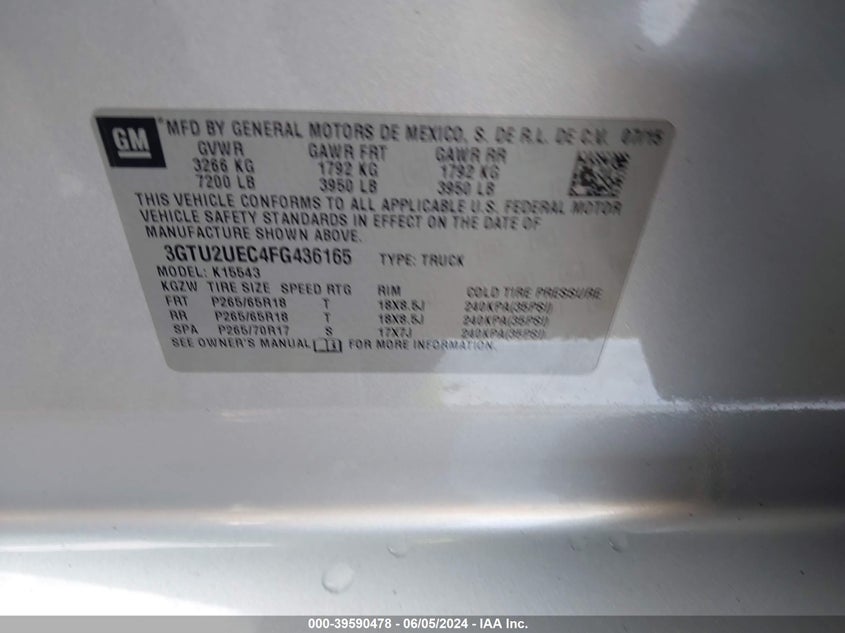 GM
MFD BY GENERAL MOTORS DE MEXICO, S. DE R.L. DE C.V. 07/15
GVWR GAWR FRT GAWR RR
3266 KG 1792 KG 1792 KG
7200 LB 3950 LB 3950 LB
THIS VEHICLE CONFORMS TO ALL APPLICABLE U.S. FEDERAL MOTOR
VEHICLE SAFETY STANDARDS IN EFFECT ON THE DATE OF
MANUFACTURE SHOWN ABOVE.
3GTU2UEC4FG436165 TYPE: TRUCK
MODEL: K15543
KGZW TIRE SIZE SPEED RTG RIM COLD TIRE PRESSURE
FRT P265/65R18 T 18X8.5J 240KPA(35PSI)
RR P265/65R18 T 18X8.5J 240KPA(35PSI)
SPA P265/70R17 S 17X7J 240KPA(35PSI)
SEE OWNER'S MANUAL FOR MORE INFORMATION.
000-39590478 - 06/05/2024 - IAA Inc.